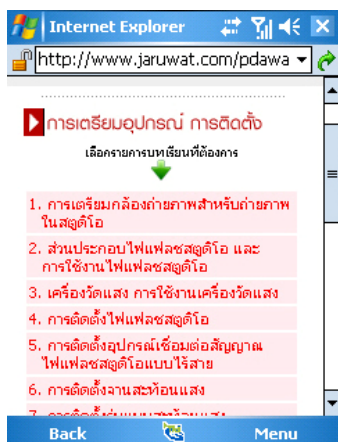 Internet Explorer
http://www.jaruwat.com/pdawa
การเตรียมอุปกรณ์ การติดตั้ง
เลือกรายการบทเรียนที่ต้องการ
1. การเตรียมกล้องถ่ายภาพสำหรับถ่ายภาพ
ในสตูดิโอ
2. ส่วนประกอบไฟแฟลชสตูดิโอ และ
การใช้งานไฟแฟลชสตูดิโอ
3. เครื่องวัดแสง การใช้งานเครื่องวัดแสง
4. การติดตั้งไฟแฟลชสตูดิโอ
5. การติดตั้งอุปกรณ์เชื่อมต่อสัญญาณ
ไฟแฟลชสตูดิโอแบบไร้สาย
6. การติดตั้งจานสะท้อนแสง
Back
Menu